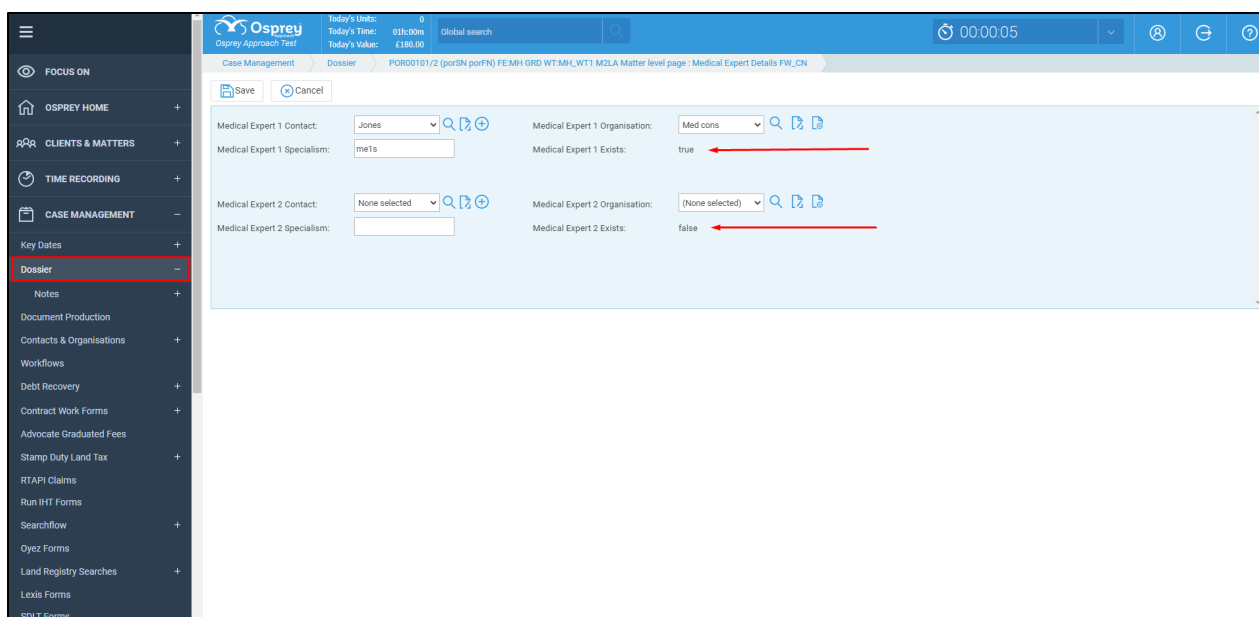 Osprey
Approach
Osprey Approach Test
Today's Units: 0
Today's Time: 01h:00m
Today's Value: £180.00
Global search
00:00:05
FOCUS ON
OSPREY HOME +
CLIENTS & MATTERS +
TIME RECORDING +
CASE MANAGEMENT −
Key Dates +
Dossier −
Notes +
Document Production
Contacts & Organisations +
Workflows
Debt Recovery +
Contract Work Forms +
Advocate Graduated Fees
Stamp Duty Land Tax +
RTAPI Claims
Run IHT Forms
Searchflow +
Oyez Forms
Land Registry Searches +
Lexis Forms
SDLT Forms
Case Management Dossier POR00101/2 (porSN porFN) FE:MH GRD WT:MH_WT1 M2LA Matter level page : Medical Expert Details FW_CN
Save Cancel
Medical Expert 1 Contact: Jones Medical Expert 1 Organisation: Med cons
Medical Expert 1 Specialism: me1s Medical Expert 1 Exists: true
Medical Expert 2 Contact: None selected Medical Expert 2 Organisation: (None selected)
Medical Expert 2 Specialism: Medical Expert 2 Exists: false